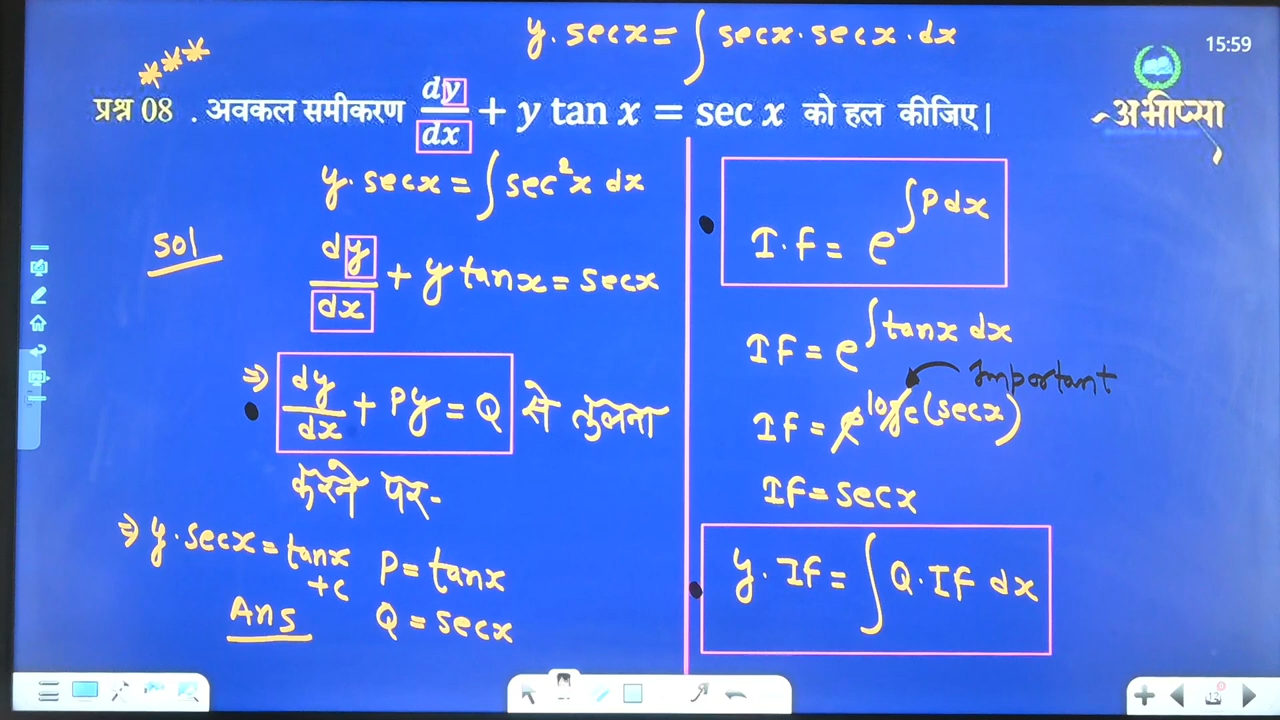 y. secx = ∫ secx. secx. dx
15:59
प्रश्न 08 . अवकल समीकरण dy/dx + y tan x = sec x को हल कीजिए|
अभीप्सा
y. secx = ∫ sec²x dx
Sol
dy/dx + y tanx = secx
⇒ dy/dx + Py = Q से तुलना
करने पर-
P = tanx
Q = secx
I.f = e^∫Pdx
If = e^∫tanx dx
Important
If = e^loge(secx)
If = secx
y. If = ∫ Q. If dx
⇒ y. secx = tanx
+c
Ans